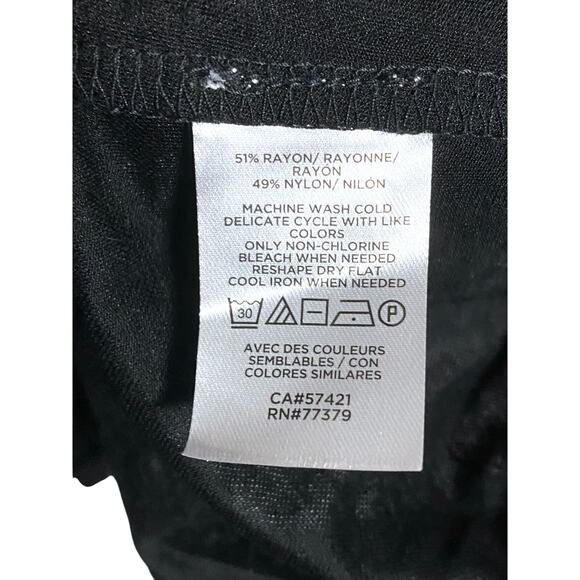 51% RAYON/ RAYONNE/
RAYÓN
49% NYLON/ NILÓN
MACHINE WASH COLD
DELICATE CYCLE WITH LIKE
COLORS
ONLY NON-CHLORINE
BLEACH WHEN NEEDED
RESHAPE DRY FLAT
COOL IRON WHEN NEEDED
30 P
AVEC DES COULEURS
SEMBLABLES / CON
COLORES SIMILARES
CA#57421
RN#77379